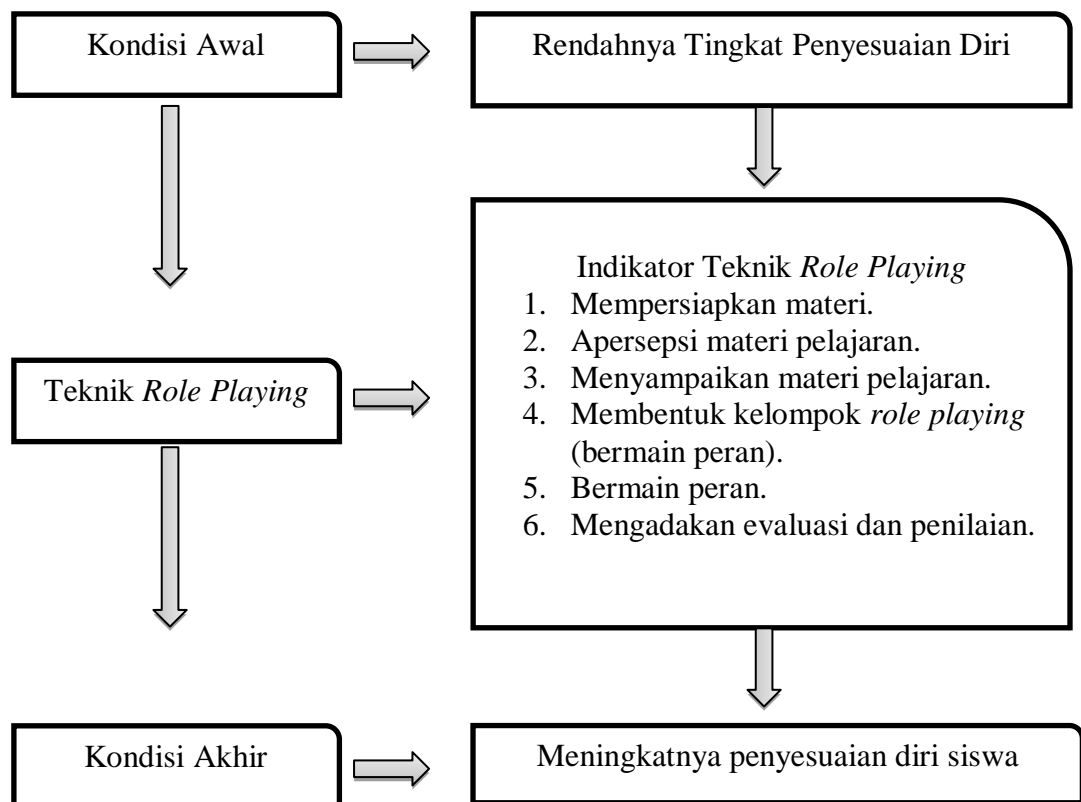 Kondisi Awal
Rendahnya Tingkat Penyesuaian Diri
Indikator Teknik Role Playing
1. Mempersiapkan materi.
2. Apersepsi materi pelajaran.
3. Menyampaikan materi pelajaran.
4. Membentuk kelompok role playing
(bermain peran).
5. Bermain peran.
6. Mengadakan evaluasi dan penilaian.
Teknik Role Playing
Kondisi Akhir
Meningkatnya penyesuaian diri siswa